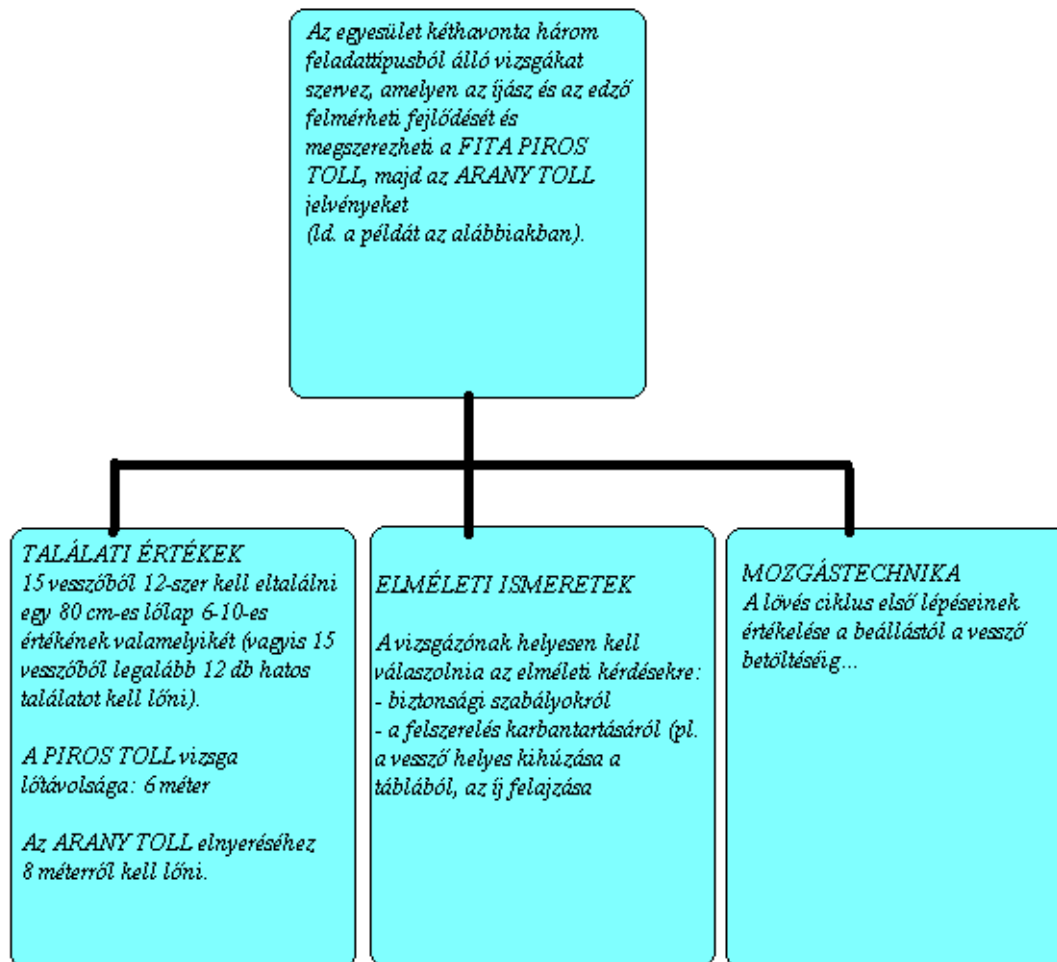 Az egyesület kéthavonta három
feladattípusból álló vizsgákat
szervez, amelyen az íjász és az edző
felmérheti fejlődését és
megszerezheti a FITA PIROS
TOLL, majd az ARANY TOLL
jelvényeket
(ld. a példát az alábbiakban).
TALÁLATI ÉRTÉKEK
15 vesszőből 12-szer kell eltalálni
egy 80 cm-es lőlap 6-10-es
értékének valamelyikét (vagyis 15
vesszőből legalább 12 db hatos
találatot kell lőni).
A PIROS TOLL vizsga
lőtávolsága: 6 méter
Az ARANY TOLL elnyeréséhez
8 méterről kell lőni.
ELMÉLETI ISMERETEK
A vizsgázónak helyesen kell
válaszolnia az elméleti kérdésekre:
- biztonsági szabályokról
- a felszerelés karbantartásáról (pl.
a vessző helyes kihúzása a
táblából, az íj felajzása
MOZGÁSTECHNIKA
A lövés ciklus első lépéseinek
értékelése a beállástól a vessző
betöltéséig...